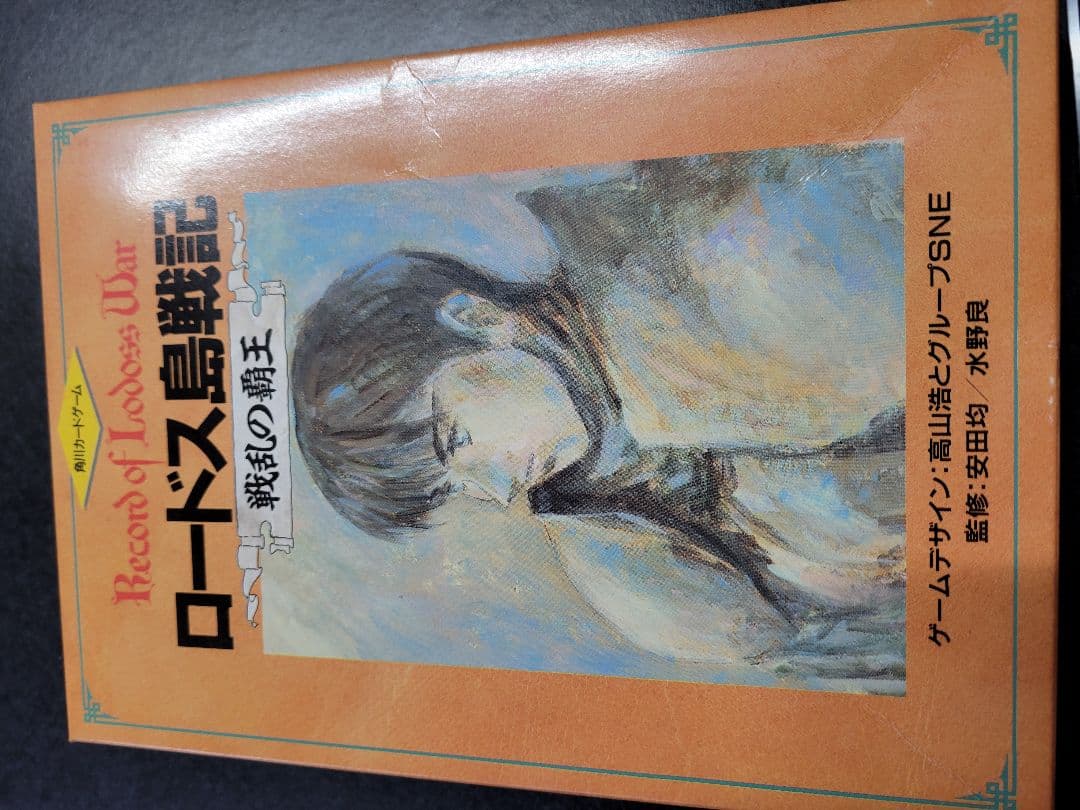 角川カードゲーム
Record of Lodoss War
ロードス島戦記
戦乱の覇王
ゲームデザイン：高山浩とグループSNE
監修：安田均／水野良